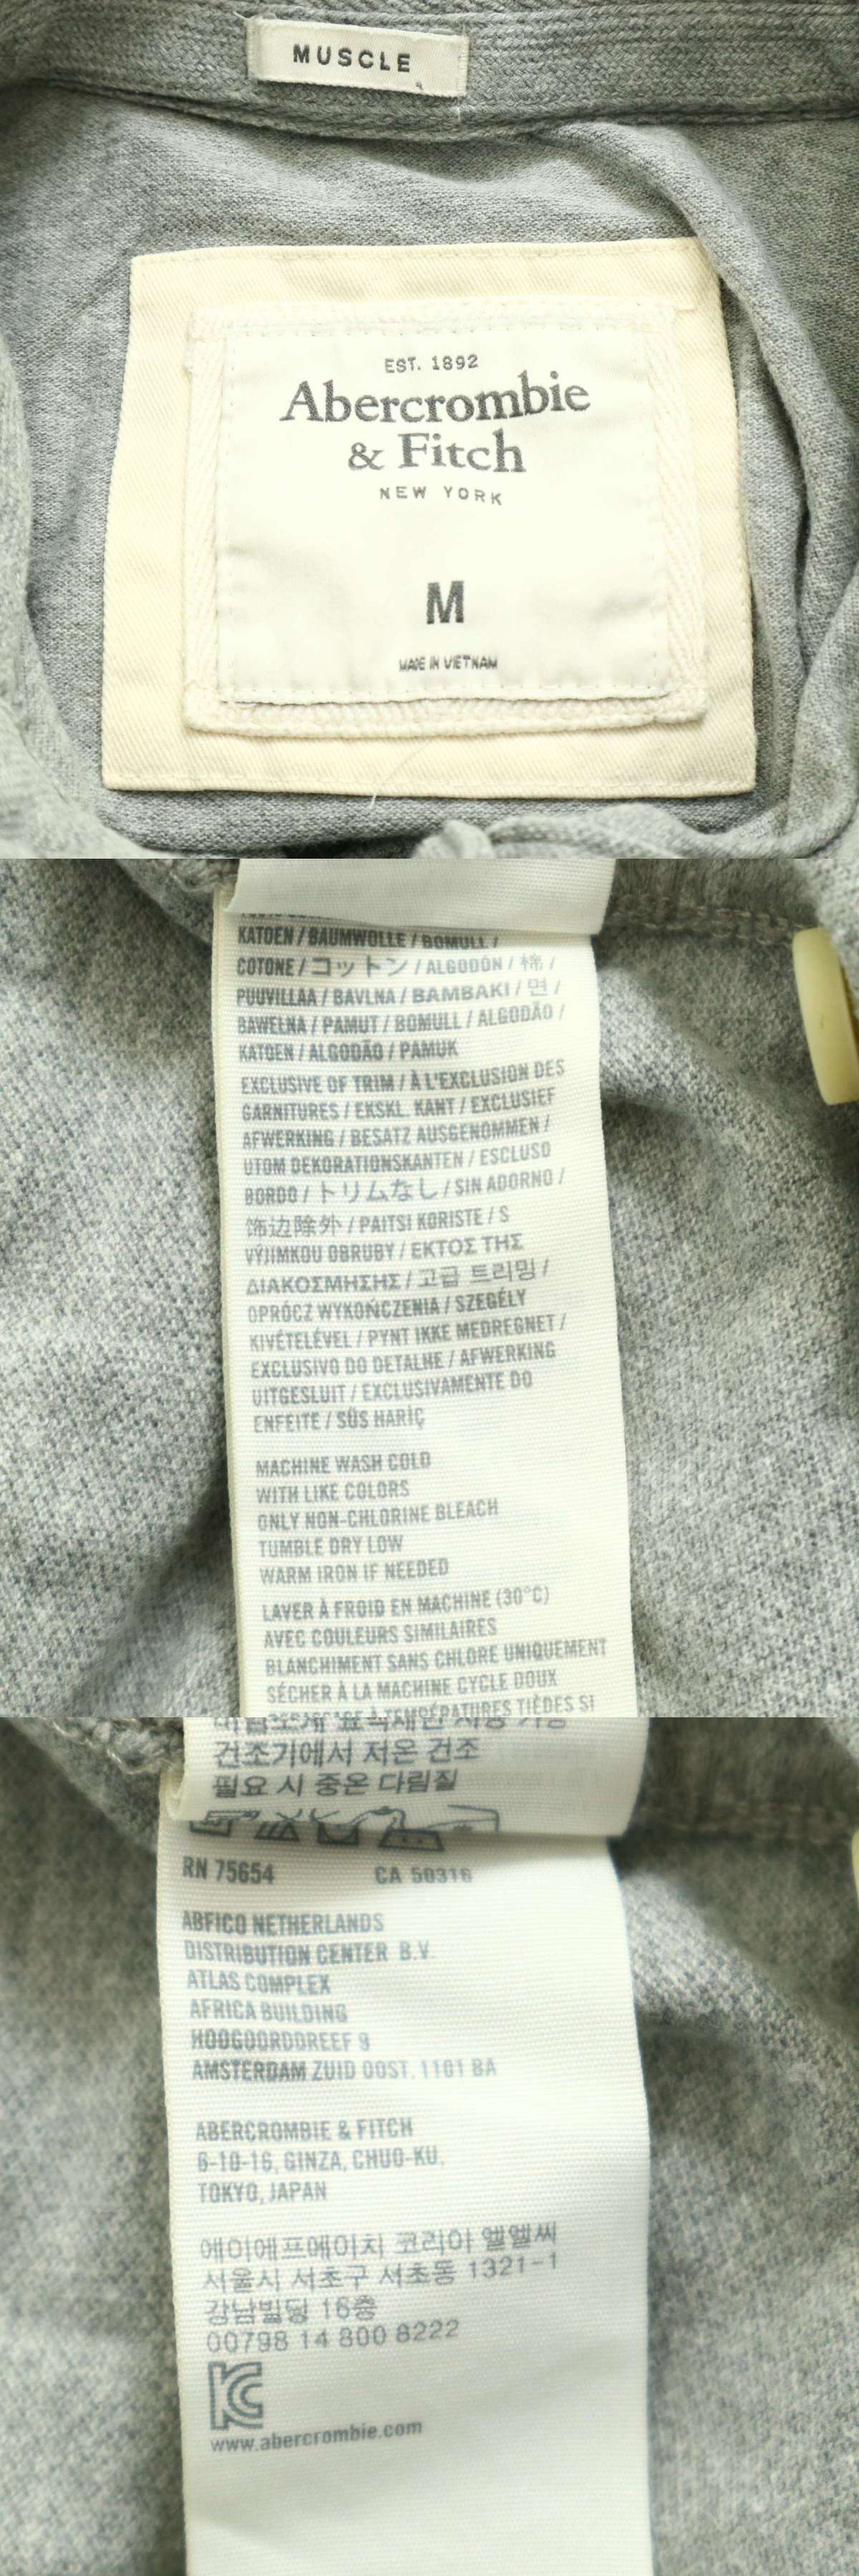 MUSCLE
EST. 1892
Abercrombie
& Fitch
NEW YORK
M
MADE IN VIETNAM
KATOEN / BAUMWOLLE / BOMULL /
COTONE / コットン / ALGODÓN / 棉 /
PUUVILLAA / BAVLNA / BAMBAKI / 면 /
BAWEŁNA / PAMUT / BOMULL / ALGODÃO /
KATOEN / ALGODÃO / PAMUK
EXCLUSIVE OF TRIM / À L'EXCLUSION DES
GARNITURES / EKSKL. KANT / EXCLUSIEF
AFWERKING / BESATZ AUSGENOMMEN /
UTOM DEKORATIONSKANTEN / ESCLUSO
BORDO / トリムなし / SIN ADORNO /
饰边除外 / PAITSI KORISTE / S
VÝJIMKOU OBRUBY / ΕΚΤΟΣ ΤΗΣ
ΔΙΑΚΟΣΜΗΣΗΣ / 고급 트리밍 /
OPRÓCZ WYKOŃCZENIA / SZEGÉLY
KIVÉTELÉVEL / PYNT IKKE MEDREGNET /
EXCLUSIVO DO DETALHE / AFWERKING
UITGESLUIT / EXCLUSIVAMENTE DO
ENFEITE / SÜS HARİÇ
MACHINE WASH COLD
WITH LIKE COLORS
ONLY NON-CHLORINE BLEACH
TUMBLE DRY LOW
WARM IRON IF NEEDED
LAVER À FROID EN MACHINE (30°C)
AVEC COULEURS SIMILAIRES
BLANCHIMENT SANS CHLORE UNIQUEMENT
SÉCHER À LA MACHINE CYCLE DOUX
À TEMPÉRATURES TIÈDES SI
건조기에서 저온 건조
필요 시 중온 다림질
RN 75654 CA 50316
ABFICO NETHERLANDS
DISTRIBUTION CENTER B.V.
ATLAS COMPLEX
AFRICA BUILDING
HOOGOORDDREEF 9
AMSTERDAM ZUID OOST, 1101 BA
ABERCROMBIE & FITCH
6-10-16, GINZA, CHUO-KU,
TOKYO, JAPAN
에이에프에이치 코리아 엘엘씨
서울시 서초구 서초동 1321-1
강남빌딩 16층
00798 14 800 8222
www.abercrombie.com